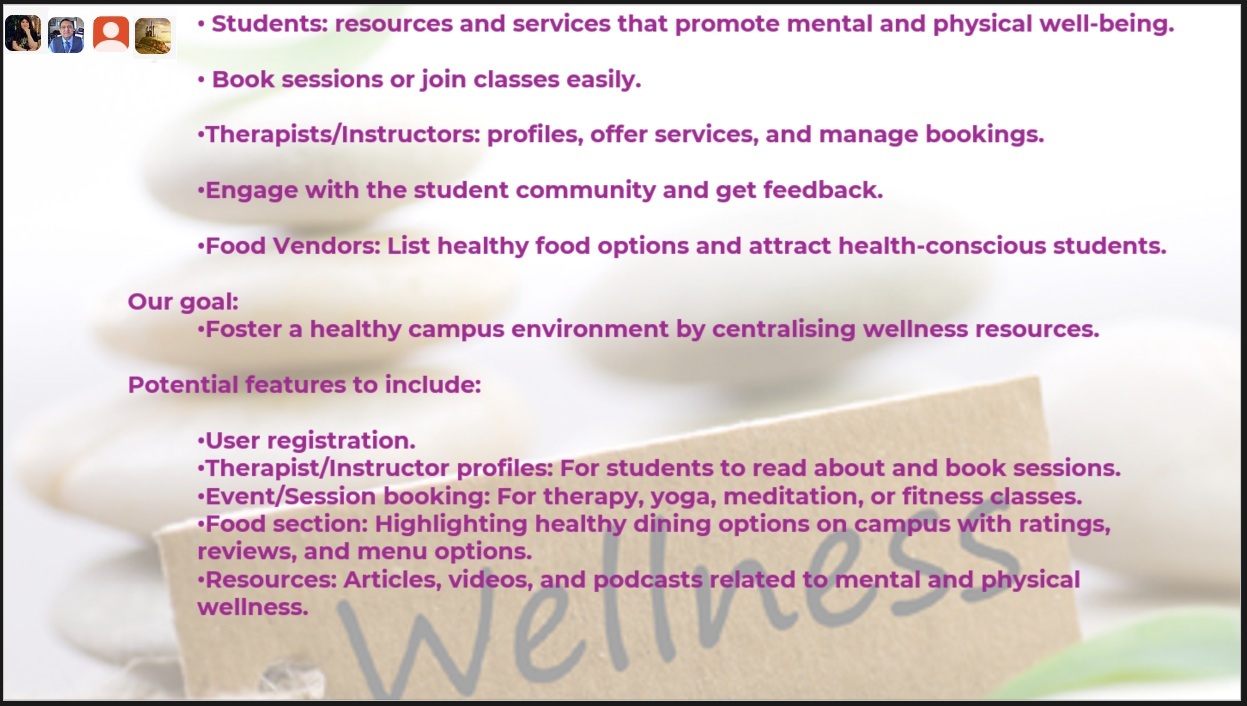 • Students: resources and services that promote mental and physical well-being.
• Book sessions or join classes easily.
•Therapists/Instructors: profiles, offer services, and manage bookings.
•Engage with the student community and get feedback.
•Food Vendors: List healthy food options and attract health-conscious students.
Our goal:
•Foster a healthy campus environment by centralising wellness resources.
Potential features to include:
•User registration.
•Therapist/Instructor profiles: For students to read about and book sessions.
•Event/Session booking: For therapy, yoga, meditation, or fitness classes.
•Food section: Highlighting healthy dining options on campus with ratings,
reviews, and menu options.
•Resources: Articles, videos, and podcasts related to mental and physical
wellness.
Wellness